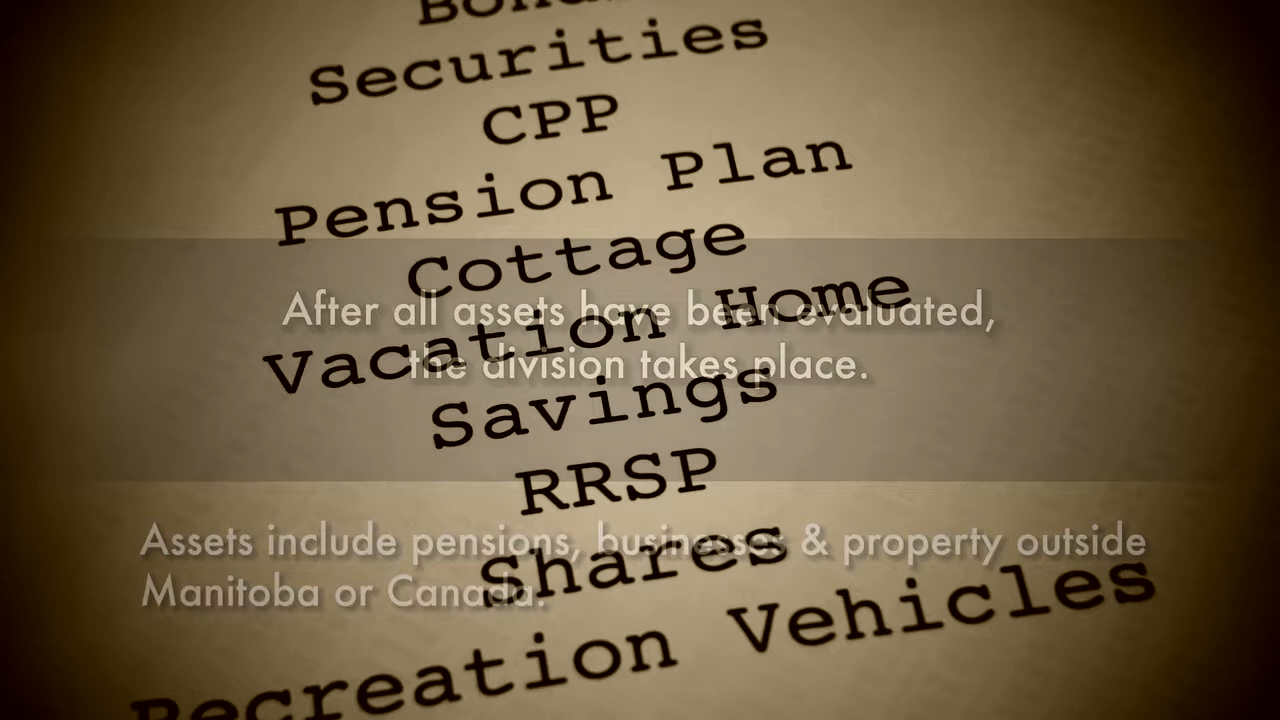 Securities
CPP
Pension Plan
Cottage
Vacation Home
After all assets have been evaluated,
the division takes place.
Savings
RRSP
Shares
Assets include pensions, businesses & property outside
Manitoba or Canada.
Recreation Vehicles